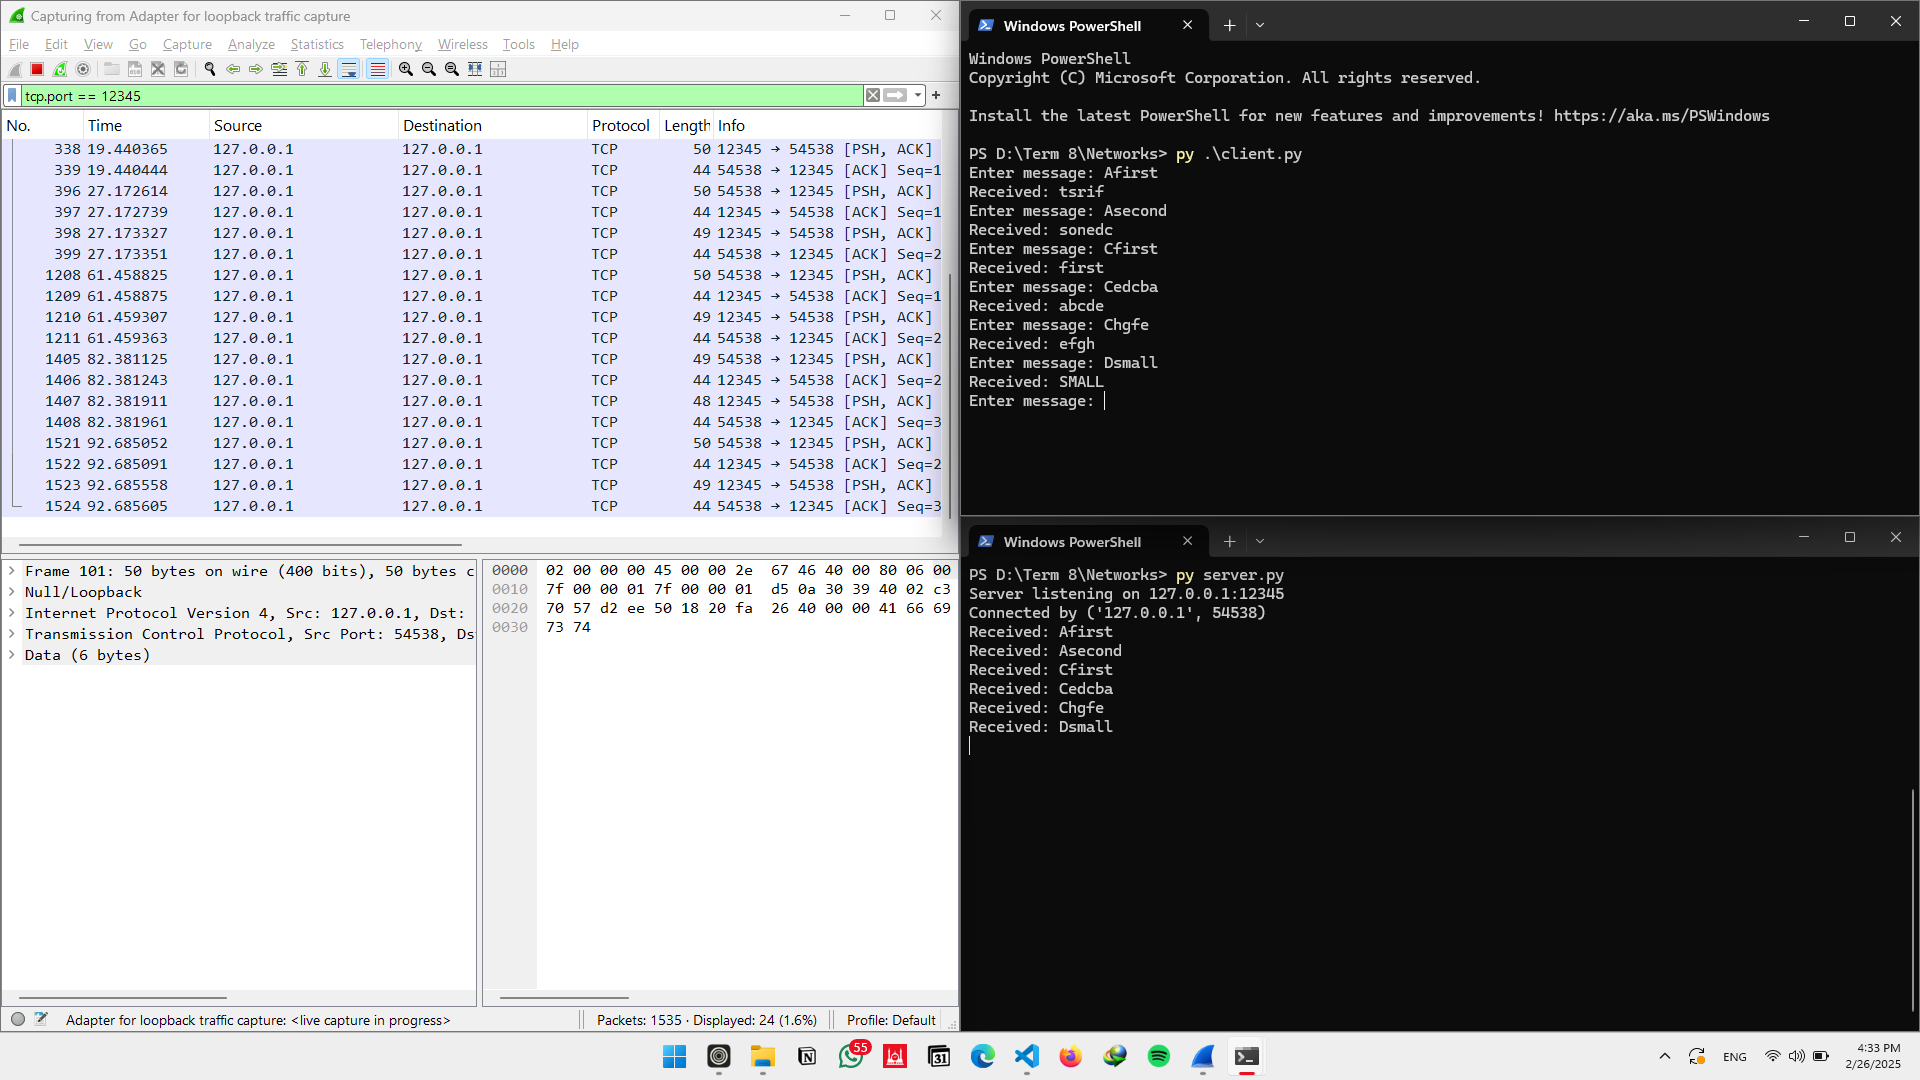 Capturing from Adapter for loopback traffic capture
File Edit View Go Capture Analyze Statistics Telephony Wireless Tools Help
tcp.port == 12345
No. Time Source Destination Protocol Length Info
338 19.440365 127.0.0.1 127.0.0.1 TCP 50 12345 → 54538 [PSH, ACK]
339 19.440444 127.0.0.1 127.0.0.1 TCP 44 54538 → 12345 [ACK] Seq=1
396 27.172614 127.0.0.1 127.0.0.1 TCP 50 54538 → 12345 [PSH, ACK]
397 27.172739 127.0.0.1 127.0.0.1 TCP 44 12345 → 54538 [ACK] Seq=1
398 27.173327 127.0.0.1 127.0.0.1 TCP 49 12345 → 54538 [PSH, ACK]
399 27.173351 127.0.0.1 127.0.0.1 TCP 44 54538 → 12345 [ACK] Seq=2
1208 61.458825 127.0.0.1 127.0.0.1 TCP 50 54538 → 12345 [PSH, ACK]
1209 61.458875 127.0.0.1 127.0.0.1 TCP 44 12345 → 54538 [ACK] Seq=1
1210 61.459307 127.0.0.1 127.0.0.1 TCP 49 12345 → 54538 [PSH, ACK]
1211 61.459363 127.0.0.1 127.0.0.1 TCP 44 54538 → 12345 [ACK] Seq=2
1405 82.381125 127.0.0.1 127.0.0.1 TCP 49 54538 → 12345 [PSH, ACK]
1406 82.381243 127.0.0.1 127.0.0.1 TCP 44 12345 → 54538 [ACK] Seq=2
1407 82.381911 127.0.0.1 127.0.0.1 TCP 48 12345 → 54538 [PSH, ACK]
1408 82.381961 127.0.0.1 127.0.0.1 TCP 44 54538 → 12345 [ACK] Seq=3
1521 92.685052 127.0.0.1 127.0.0.1 TCP 50 54538 → 12345 [PSH, ACK]
1522 92.685091 127.0.0.1 127.0.0.1 TCP 44 12345 → 54538 [ACK] Seq=2
1523 92.685558 127.0.0.1 127.0.0.1 TCP 49 12345 → 54538 [PSH, ACK]
1524 92.685605 127.0.0.1 127.0.0.1 TCP 44 54538 → 12345 [ACK] Seq=3
Frame 101: 50 bytes on wire (400 bits), 50 bytes c
Null/Loopback
Internet Protocol Version 4, Src: 127.0.0.1, Dst:
Transmission Control Protocol, Src Port: 54538, Ds
Data (6 bytes)
0000 02 00 00 00 45 00 00 2e 67 46 40 00 80 06 00
0010 7f 00 00 01 7f 00 00 01 d5 0a 30 39 40 02 c3
0020 70 57 d2 ee 50 18 20 fa 26 40 00 00 41 66 69
0030 73 74
Adapter for loopback traffic capture: <live capture in progress> Packets: 1535 · Displayed: 24 (1.6%) Profile: Default
Windows PowerShell
Windows PowerShell
Copyright (C) Microsoft Corporation. All rights reserved.
Install the latest PowerShell for new features and improvements! https://aka.ms/PSWindows
PS D:\Term 8\Networks> py .\client.py
Enter message: Afirst
Received: tsrif
Enter message: Asecond
Received: sonedc
Enter message: Cfirst
Received: first
Enter message: Cedcba
Received: abcde
Enter message: Chgfe
Received: efgh
Enter message: Dsmall
Received: SMALL
Enter message:
Windows PowerShell
PS D:\Term 8\Networks> py server.py
Server listening on 127.0.0.1:12345
Connected by ('127.0.0.1', 54538)
Received: Afirst
Received: Asecond
Received: Cfirst
Received: Cedcba
Received: Chgfe
Received: Dsmall
55
31
ENG
4:33 PM
2/26/2025